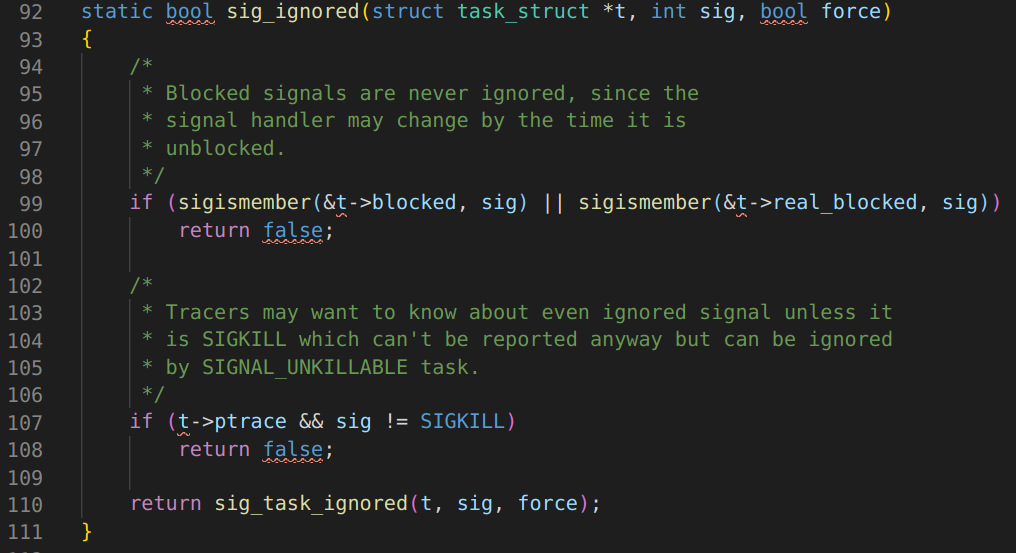 92 static bool sig_ignored(struct task_struct *t, int sig, bool force)
93 {
94 /*
95 * Blocked signals are never ignored, since the
96 * signal handler may change by the time it is
97 * unblocked.
98 */
99 if (sigismember(&t->blocked, sig) || sigismember(&t->real_blocked, sig))
100 return false;
101
102 /*
103 * Tracers may want to know about even ignored signal unless it
104 * is SIGKILL which can't be reported anyway but can be ignored
105 * by SIGNAL_UNKILLABLE task.
106 */
107 if (t->ptrace && sig != SIGKILL)
108 return false;
109
110 return sig_task_ignored(t, sig, force);
111 }